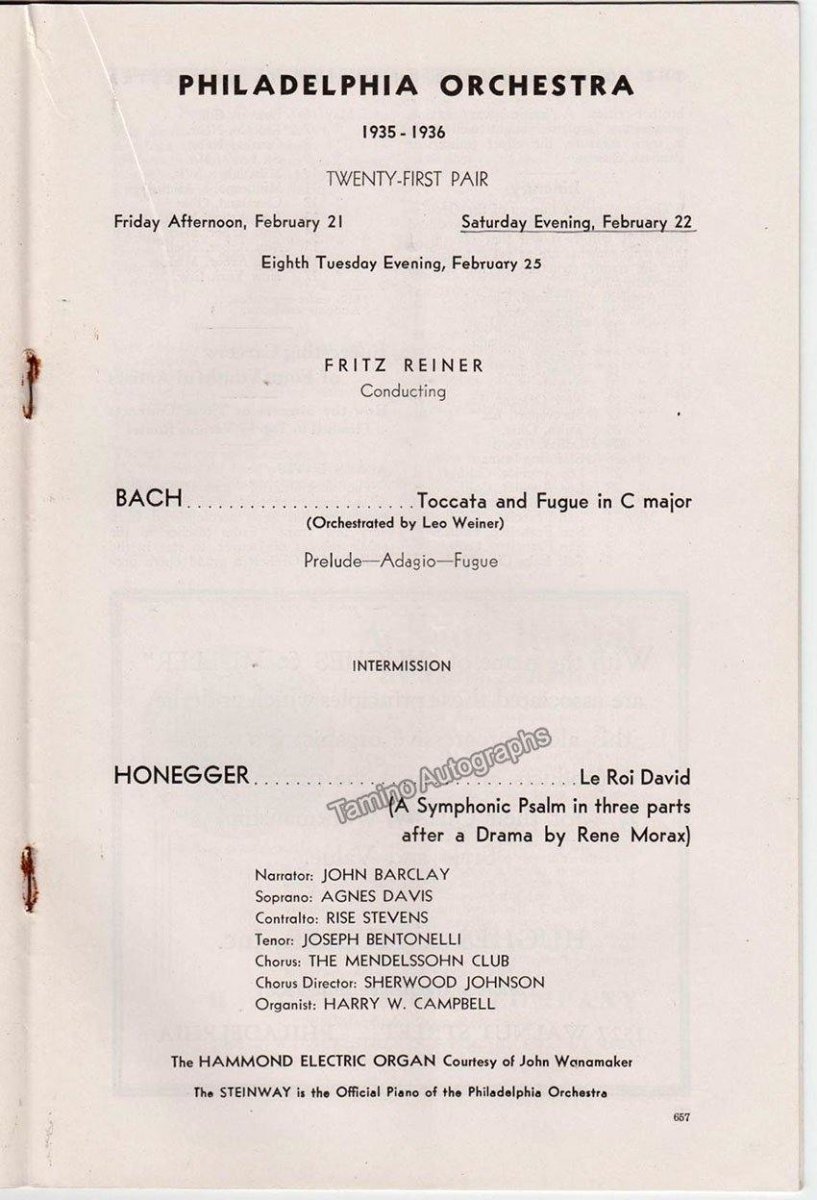 PHILADELPHIA ORCHESTRA
1935 - 1936
TWENTY-FIRST PAIR
Friday Afternoon, February 21 Saturday Evening, February 22
Eighth Tuesday Evening, February 25
FRITZ REINER
Conducting
BACH......................Toccata and Fugue in C major
(Orchestrated by Leo Weiner)
Prelude—Adagio—Fugue
INTERMISSION
HONEGGER................................Le Roi David
Tamino Autographs
(A Symphonic Psalm in three parts
after a Drama by Rene Morax)
Narrator: JOHN BARCLAY
Soprano: AGNES DAVIS
Contralto: RISE STEVENS
Tenor: JOSEPH BENTONELLI
Chorus: THE MENDELSSOHN CLUB
Chorus Director: SHERWOOD JOHNSON
Organist: HARRY W. CAMPBELL
The HAMMOND ELECTRIC ORGAN Courtesy of John Wanamaker
The STEINWAY is the Official Piano of the Philadelphia Orchestra
657